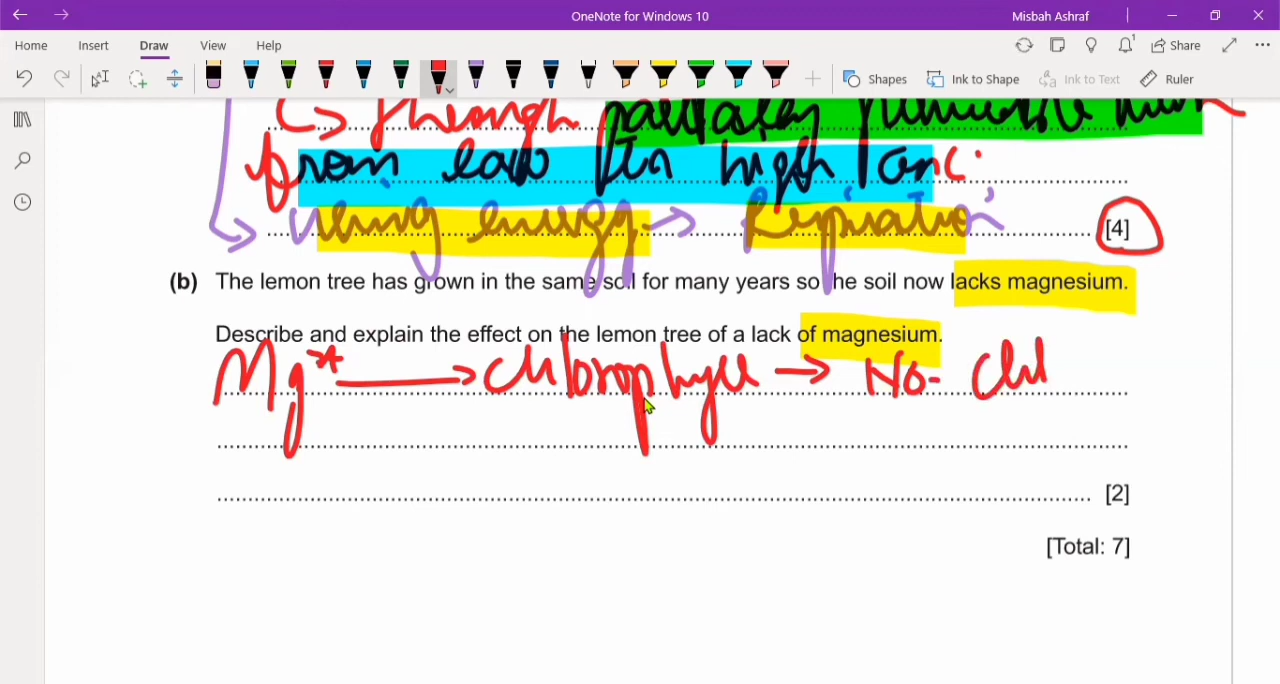 OneNote for Windows 10
Misbah Ashraf
Home Insert Draw View Help
Share
Shapes Ink to Shape Ink to Text Ruler
↳ through partially
from low to high conc.
↳ Using energy → Respiration
[4]
(b) The lemon tree has grown in the same soil for many years so the soil now lacks magnesium.
Describe and explain the effect on the lemon tree of a lack of magnesium.
Mg → Chlorophyll → No Chl
[2]
[Total: 7]